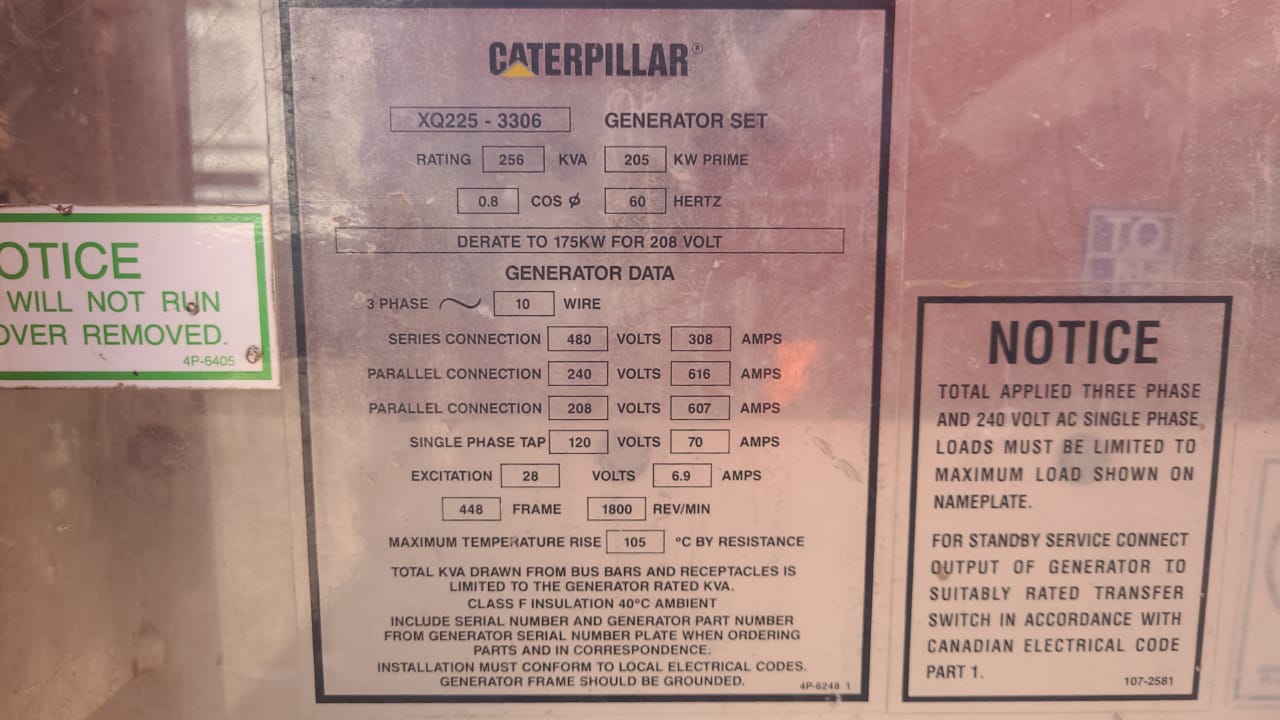 CATERPILLAR®
XQ225 - 3306 GENERATOR SET
RATING 256 KVA 205 KW PRIME
0.8 COS ϕ 60 HERTZ
DERATE TO 175KW FOR 208 VOLT
GENERATOR DATA
3 PHASE ~ 10 WIRE
SERIES CONNECTION 480 VOLTS 308 AMPS
PARALLEL CONNECTION 240 VOLTS 616 AMPS
PARALLEL CONNECTION 208 VOLTS 607 AMPS
SINGLE PHASE TAP 120 VOLTS 70 AMPS
EXCITATION 28 VOLTS 6.9 AMPS
448 FRAME 1800 REV/MIN
MAXIMUM TEMPERATURE RISE 105 ºC BY RESISTANCE
TOTAL KVA DRAWN FROM BUS BARS AND RECEPTACLES IS
LIMITED TO THE GENERATOR RATED KVA.
CLASS F INSULATION 40ºC AMBIENT
INCLUDE SERIAL NUMBER AND GENERATOR PART NUMBER
FROM GENERATOR SERIAL NUMBER PLATE WHEN ORDERING
PARTS AND IN CORRESPONDENCE.
INSTALLATION MUST CONFORM TO LOCAL ELECTRICAL CODES.
GENERATOR FRAME SHOULD BE GROUNDED.
4P-6248 1
OTICE
WILL NOT RUN
OVER REMOVED.
4P-6405
TO
NOTICE
TOTAL APPLIED THREE PHASE
AND 240 VOLT AC SINGLE PHASE
LOADS MUST BE LIMITED TO
MAXIMUM LOAD SHOWN ON
NAMEPLATE.
FOR STANDBY SERVICE CONNECT
OUTPUT OF GENERATOR TO
SUITABLY RATED TRANSFER
SWITCH IN ACCORDANCE WITH
CANADIAN ELECTRICAL CODE
PART 1.
107-2581